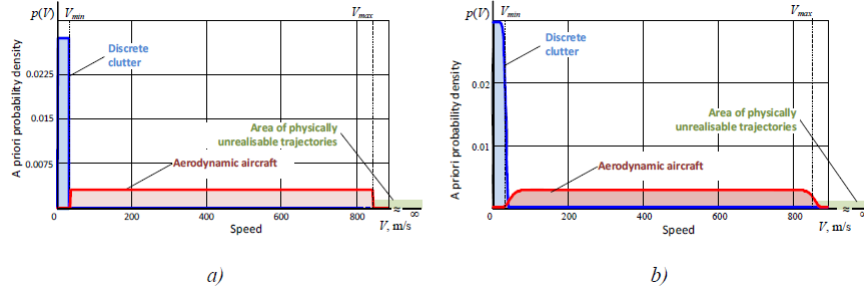 p(V)
V_min
V_max
Discrete
clutter
0.0225
0.015
0.0075
A priori probability density
Area of physically
unrealisable trajectories
Aerodynamic aircraft
0
200
400
600
800
≈
∞
Speed
V, m/s
a)
p(V)
V_min
V_max
Discrete
clutter
0.02
0.01
A priori probability density
Area of physically
unrealisable trajectories
Aerodynamic aircraft
0
200
400
600
800
≈
∞
Speed
V, m/s
b)